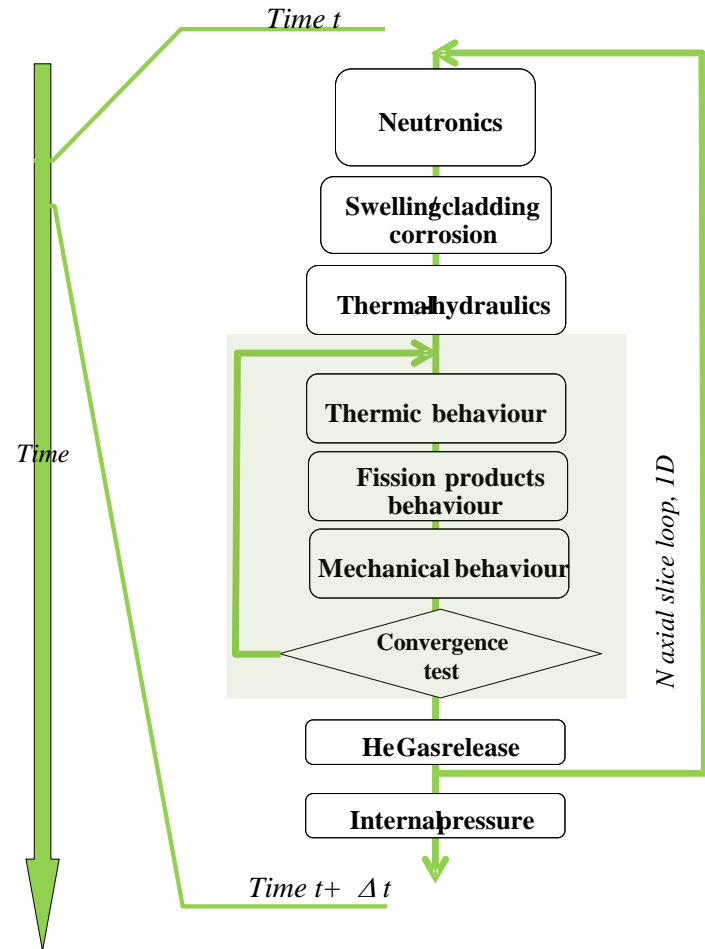 Time t
Neutronics
Swelling/cladding
corrosion
Thermal-hydraulics
Thermic behaviour
Time
Fission products
behaviour
Mechanical behaviour
N axial slice loop, 1D
Convergence
test
He Gas release
Internal pressure
Time t+ Δ t